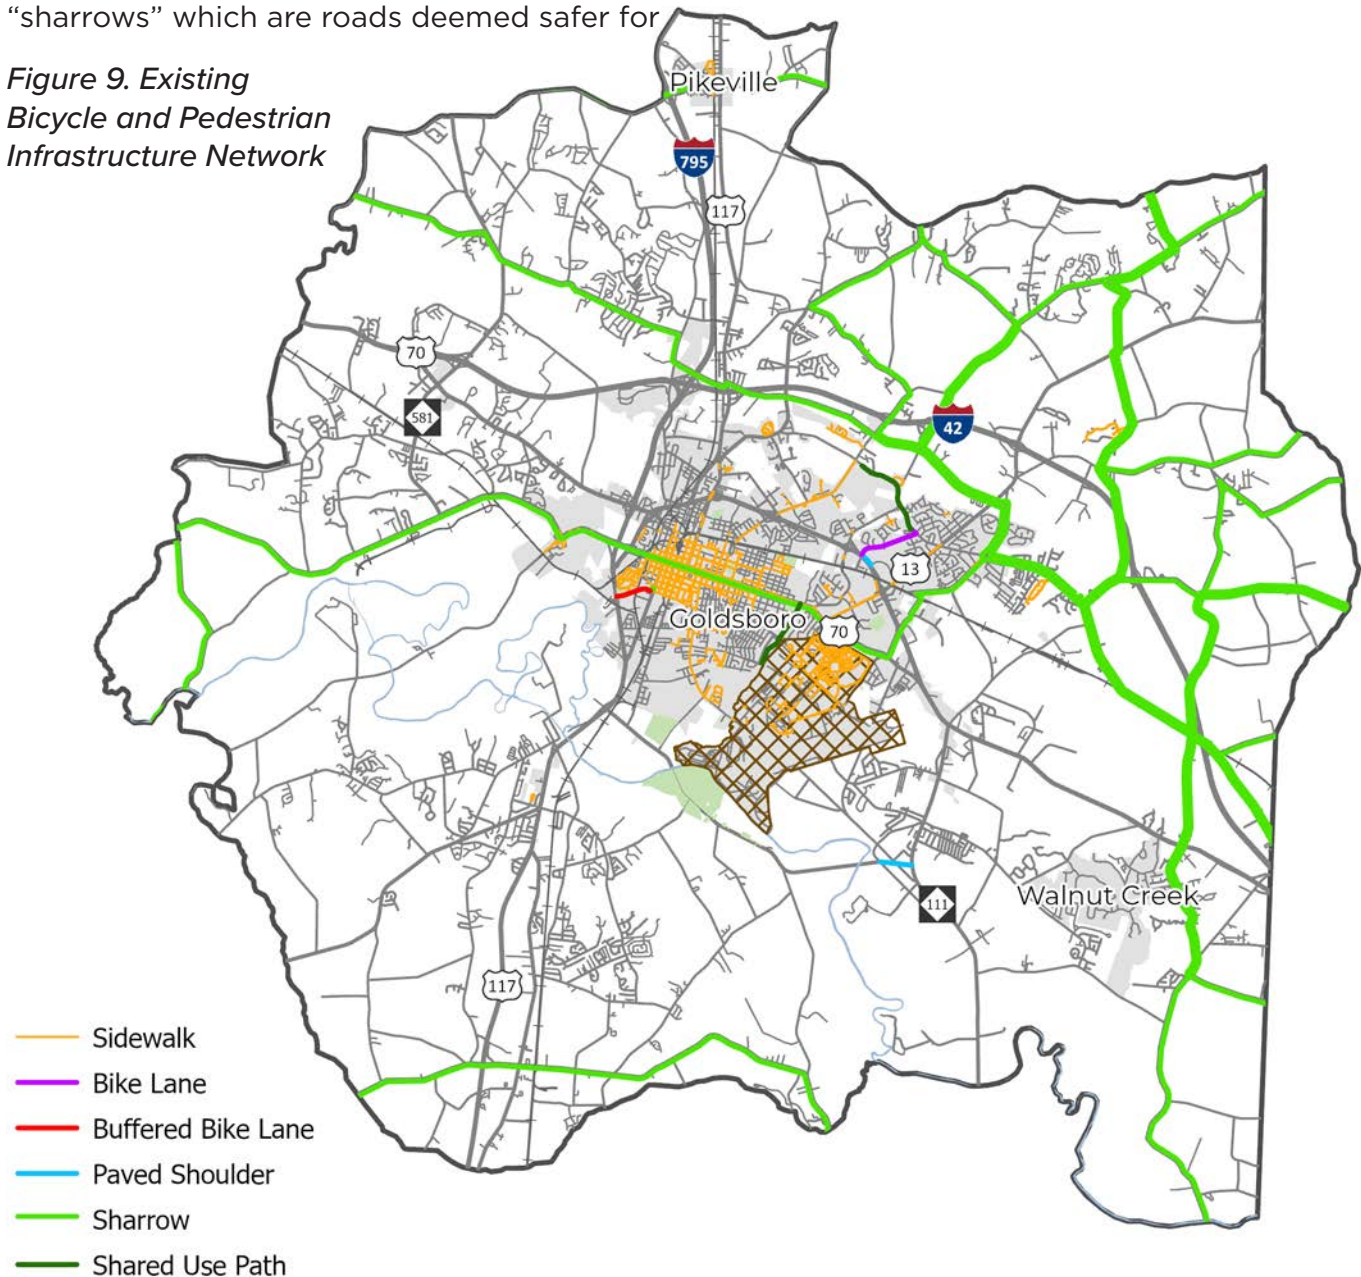 “sharrows” which are roads deemed safer for
Figure 9. Existing
Bicycle and Pedestrian
Infrastructure Network
Pikeville
795
117
70
581
42
13
Goldsboro
70
Walnut Creek
111
117
Sidewalk
Bike Lane
Buffered Bike Lane
Paved Shoulder
Sharrow
Shared Use Path